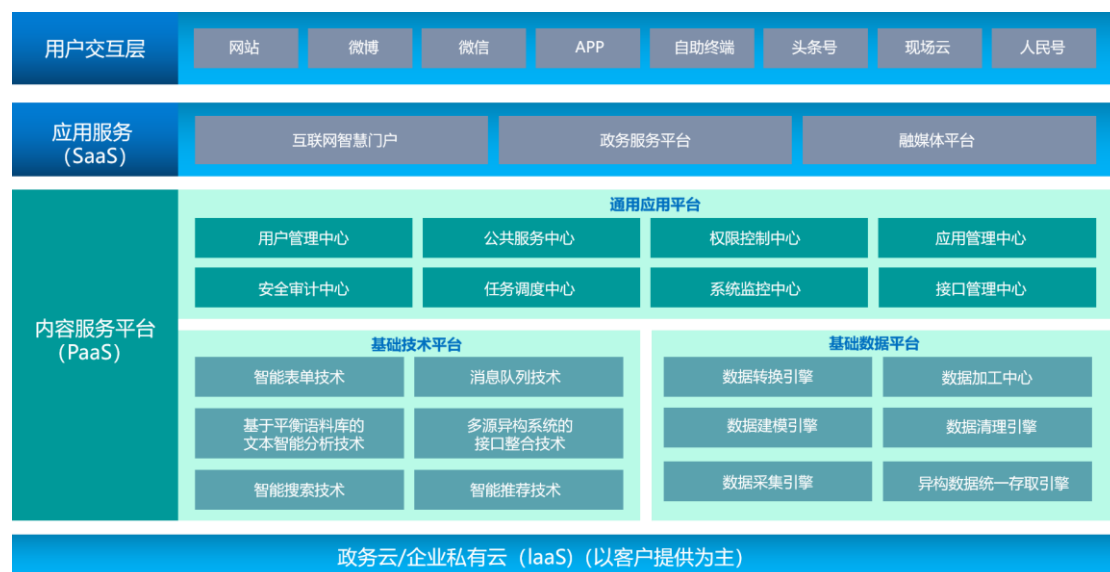 用户交互层
网站
微博
微信
APP
自助终端
头条号
现场云
人民号
应用服务
（SaaS）
互联网智慧门户
政务服务平台
融媒体平台
内容服务平台
（PaaS）
通用应用平台
用户管理中心
公共服务中心
权限控制中心
应用管理中心
安全审计中心
任务调度中心
系统监控中心
接口管理中心
基础技术平台
智能表单技术
消息队列技术
基于平衡语料库的
文本智能分析技术
多源异构系统的
接口整合技术
智能搜索技术
智能推荐技术
基础数据平台
数据转换引擎
数据加工中心
数据建模引擎
数据清理引擎
数据采集引擎
异构数据统一存取引擎
政务云/企业私有云（IaaS）(以客户提供为主）